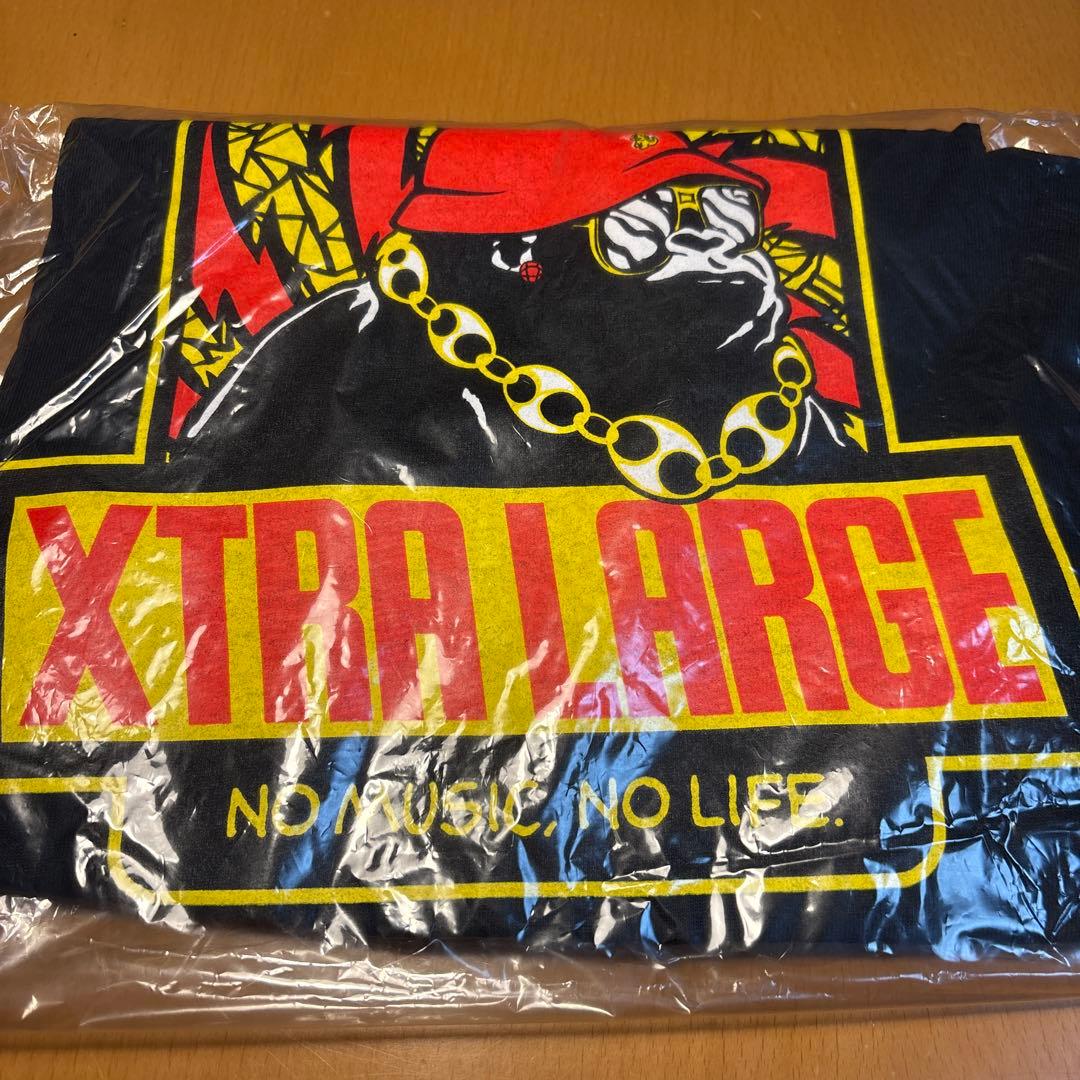 XTRA LARGE
NO MUSIC, NO LIFE.